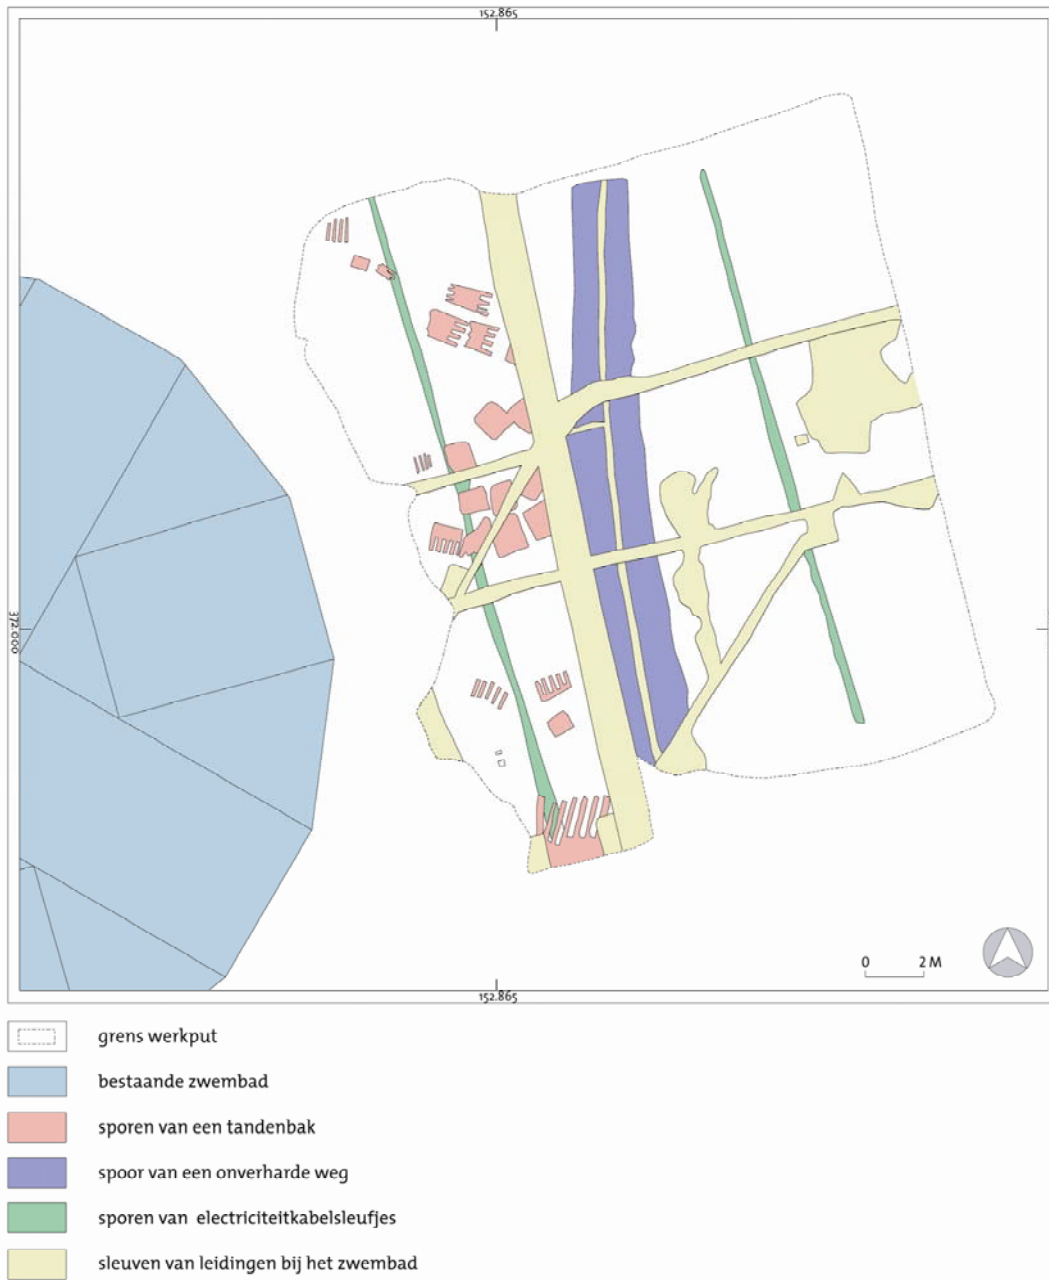 152.865
372.000
0 2 M
152.865
grens werkput
bestaande zwembad
sporen van een tandenbak
spoor van een onverharde weg
sporen van electriciteitkabelsleufjes
sleuven van leidingen bij het zwembad